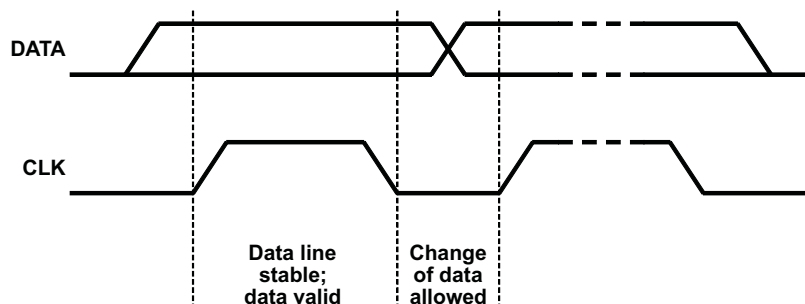 DATA
CLK
Data line
stable;
data valid
Change
of data
allowed